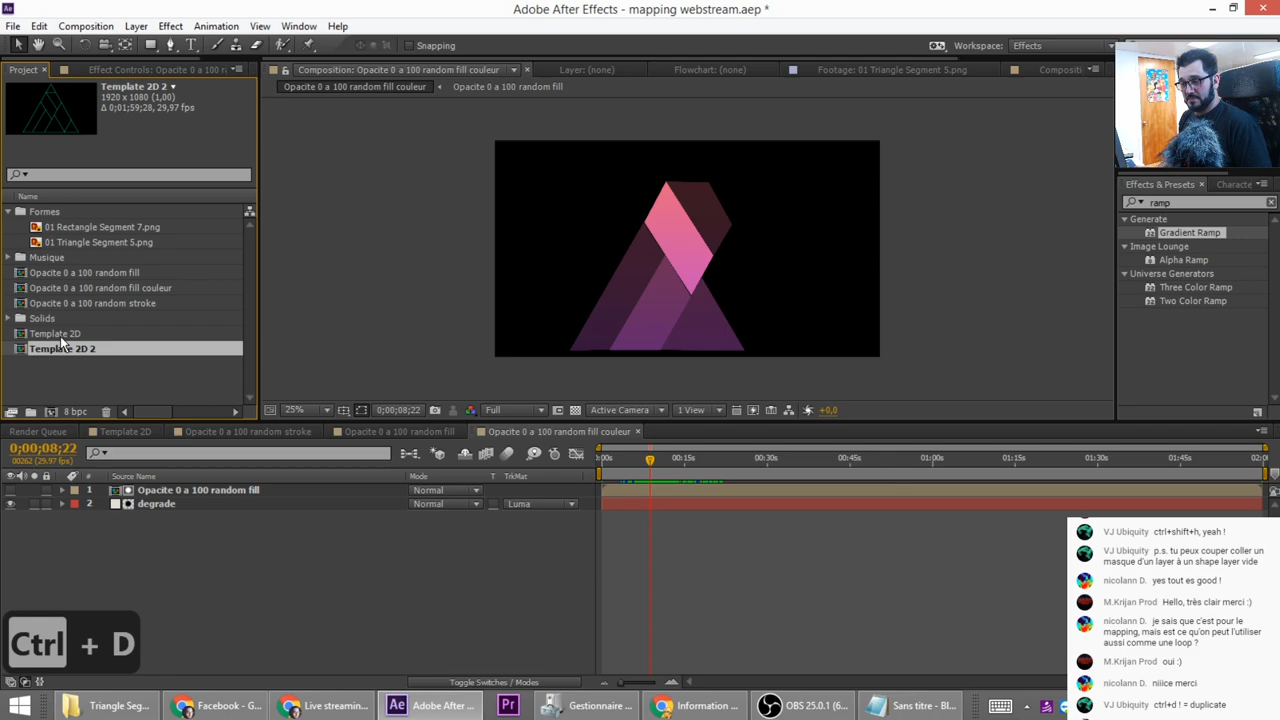 Adobe After Effects - mapping webstream.aep *
File Edit Composition Layer Effect Animation View Window Help
Snapping
Workspace: Effects
Project Effect Controls: Opacite 0 a 100 r
Composition: Opacite 0 a 100 random fill couleur
Layer: (none)
Flowchart: (none)
Footage: 01 Triangle Segment 5.png
Compositi
Template 2D 2
1920 x 1080 (1,00)
Δ 0;01;59;28, 29,97 fps
Opacite 0 a 100 random fill couleur
Opacite 0 a 100 random fill
Name
Formes
01 Rectangle Segment 7.png
01 Triangle Segment 5.png
Musique
Opacite 0 a 100 random fill
Opacite 0 a 100 random fill couleur
Opacite 0 a 100 random stroke
Solids
Template 2D
Template 2D 2
8 bpc
25%
0;00;08;22
Full
Active Camera
1 View
+0,0
Effects & Presets
Characte
ramp
Generate
Gradient Ramp
Image Lounge
Alpha Ramp
Universe Generators
Three Color Ramp
Two Color Ramp
Render Queue
Template 2D
Opacite 0 a 100 random stroke
Opacite 0 a 100 random fill
Opacite 0 a 100 random fill couleur
0;00;08;22
00262 (29.97 fps)
# Source Name Mode T TrkMat
1 Opacite 0 a 100 random fill Normal
2 degrade Normal Luma
00s 00:15s 00:30s 00:45s 01:00s 01:15s 01:30s 01:45s 02:0
Ctrl + D
Toggle Switches / Modes
VJ Ubiquity ctrl+shift+h, yeah !
VJ Ubiquity p.s. tu peux couper coller un
masque d'un layer à un shape layer vide
nicolann D. yes tout es good !
M.Krijan Prod Hello, très clair merci :)
nicolann D. je sais que c'est pour le
mapping, mais est ce qu'on peut l'utiliser
aussi comme une loop ?
M.Krijan Prod oui :)
nicolann D. niiice merci
VJ Ubiquity ctrl+d ! = duplicate
Triangle Seg...
Facebook - G...
Live streamin...
Adobe After ...
Gestionnaire ...
Information ...
OBS 25.0.1 (6...
Sans titre - Bl...